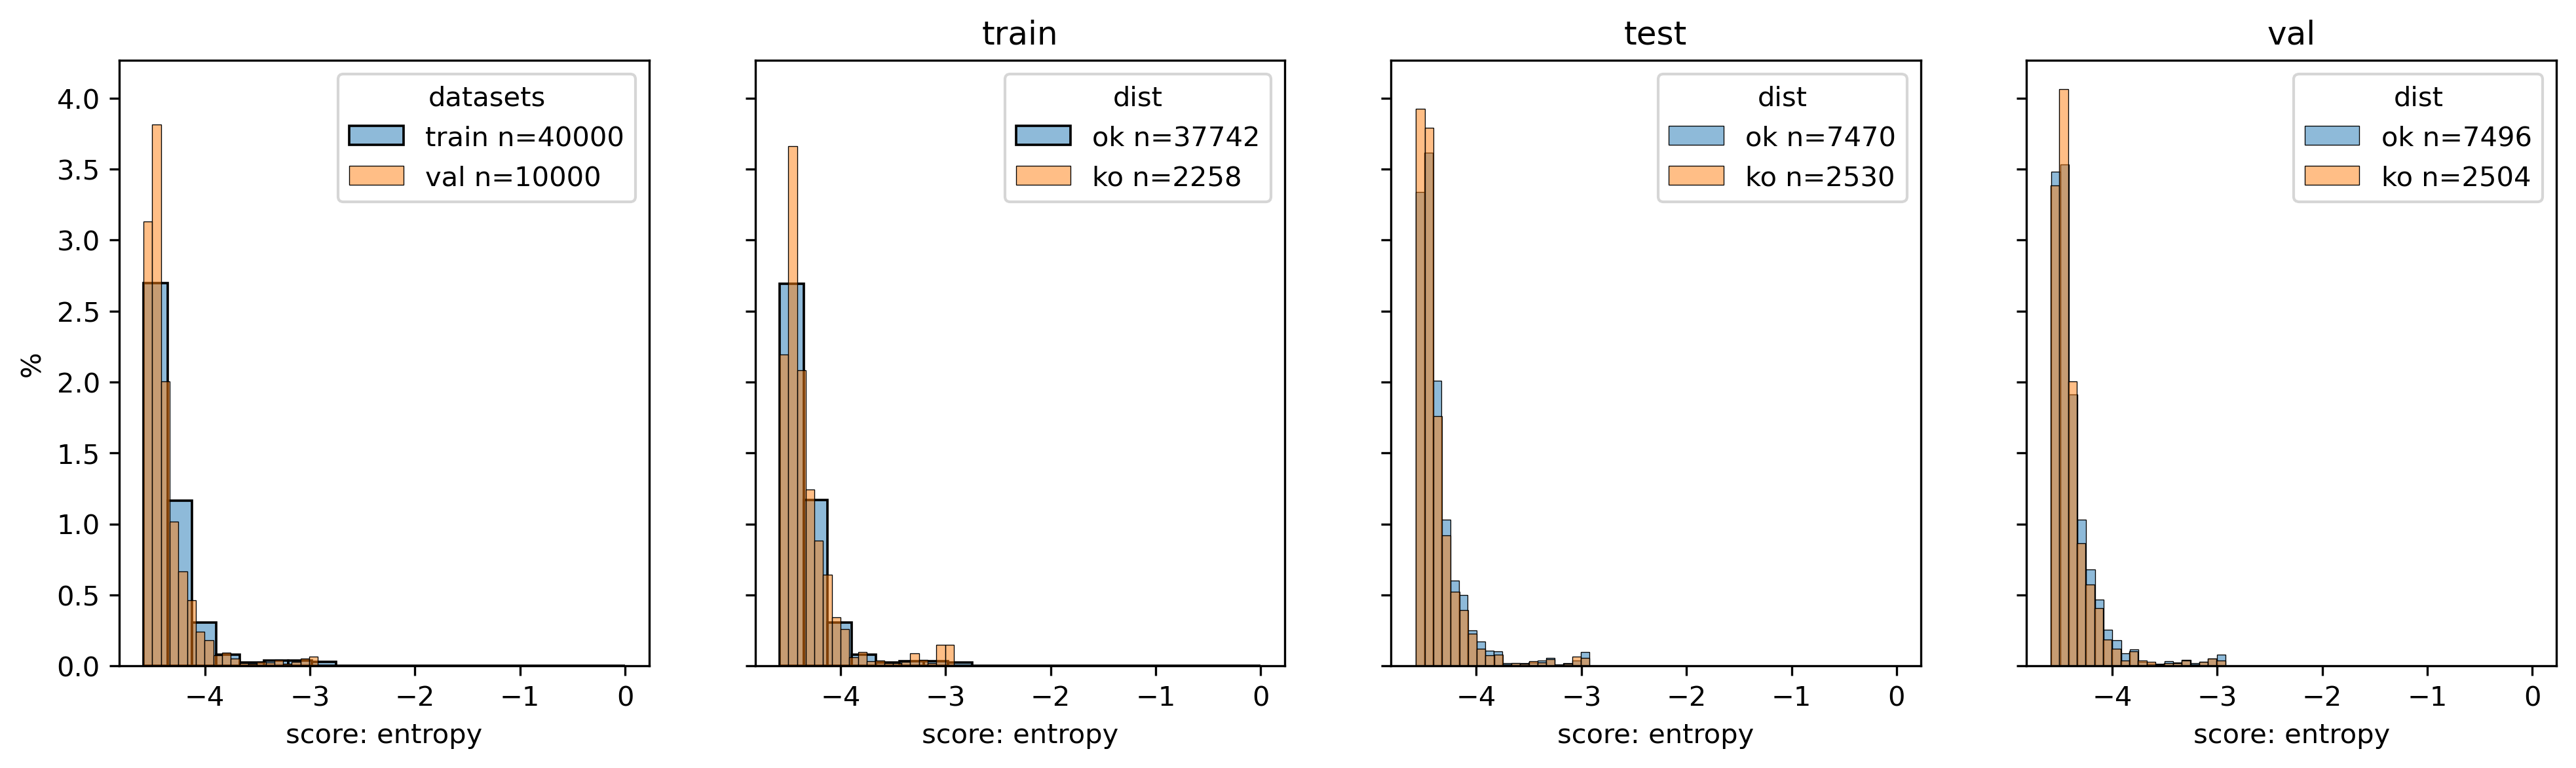 train
test
val
datasets
train n=40000
val n=10000
dist
ok n=37742
ko n=2258
dist
ok n=7470
ko n=2530
dist
ok n=7496
ko n=2504
%
4.0
3.5
3.0
2.5
2.0
1.5
1.0
0.5
0.0
−4 −3 −2 −1 0
−4 −3 −2 −1 0
−4 −3 −2 −1 0
−4 −3 −2 −1 0
score: entropy
score: entropy
score: entropy
score: entropy